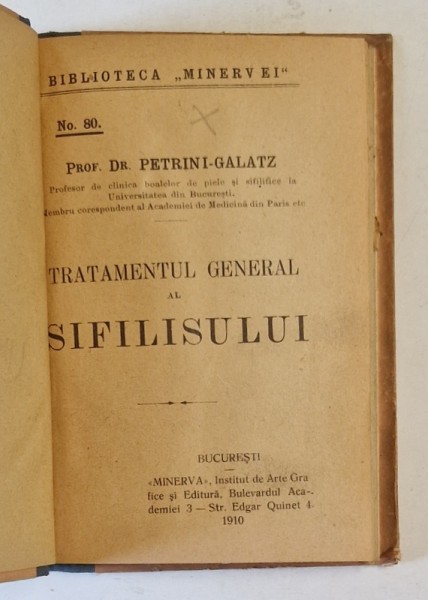 BIBLIOTECA „MINERVEI"
No. 80.
PROF. DR. PETRINI-GALATZ
Profesor de clinica boalelor de piele și sifilifice la
Universitatea din București.
Membru corespondent al Academiei de Medicină din Paris etc
TRATAMENTUL GENERAL
AL
SIFILISULUI
BUCUREȘTI
«MINERVA», Institut de Arte Gra
fice și Editură, Bulevardul Aca-
demiei 3 — Str. Edgar Quinet 4.
1910